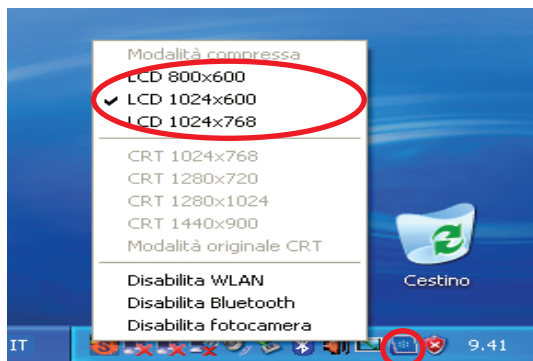 Modalità compressa
LCD 800x600
LCD 1024x600
LCD 1024x768
CRT 1024x768
CRT 1280x720
CRT 1280x1024
CRT 1440x900
Modalità originale CRT
Disabilita WLAN
Disabilita Bluetooth
Disabilita fotocamera
Cestino
IT
9.41